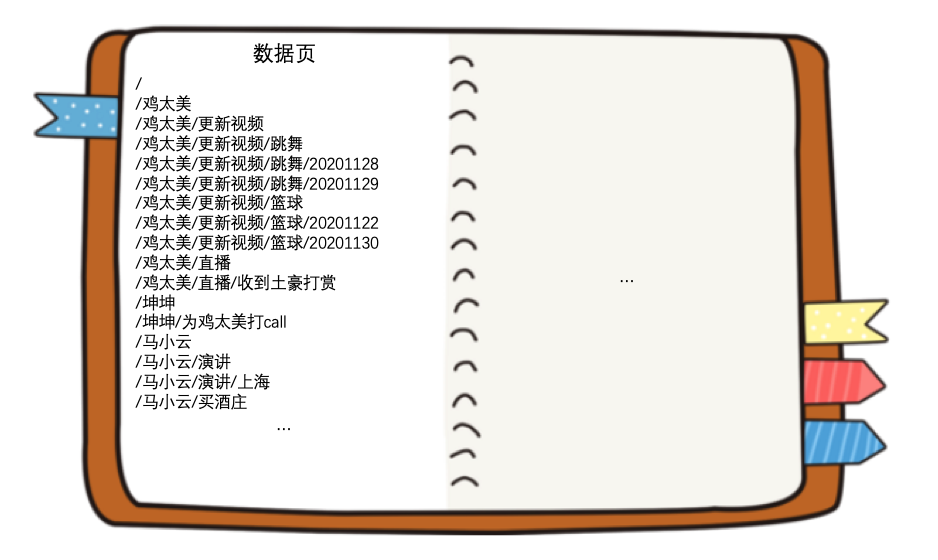 数据页
/
/鸡太美
/鸡太美/更新视频
/鸡太美/更新视频/跳舞
/鸡太美/更新视频/跳舞/20201128
/鸡太美/更新视频/跳舞/20201129
/鸡太美/更新视频/篮球
/鸡太美/更新视频/篮球/20201122
/鸡太美/更新视频/篮球/20201130
/鸡太美/直播
/鸡太美/直播/收到土豪打赏
/坤坤
/坤坤/为鸡太美打call
/马小云
/马小云/演讲
/马小云/演讲/上海
/马小云/买酒庄
...
...